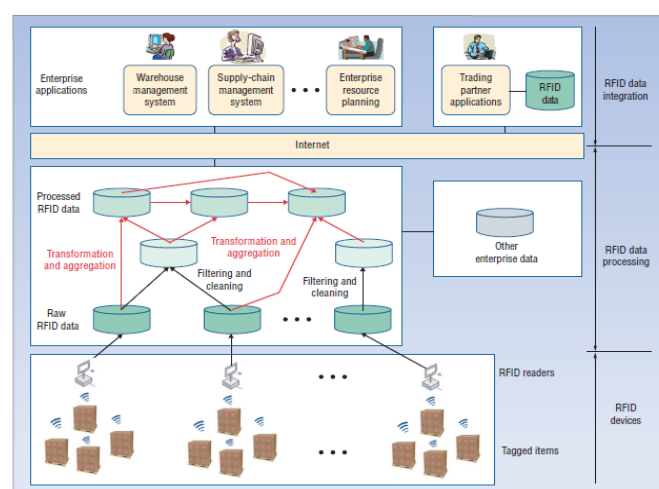 Enterprise
applications
Warehouse
management
system
Supply-chain
management
system
Enterprise
resource
planning
Trading
partner
applications
RFID
data
RFID data
integration
Internet
Processed
RFID data
Transformation
and aggregation
Transformation and
aggregation
Filtering and
cleaning
Filtering and
cleaning
Raw
RFID data
Other
enterprise data
RFID data
processing
RFID readers
Tagged items
RFID
devices